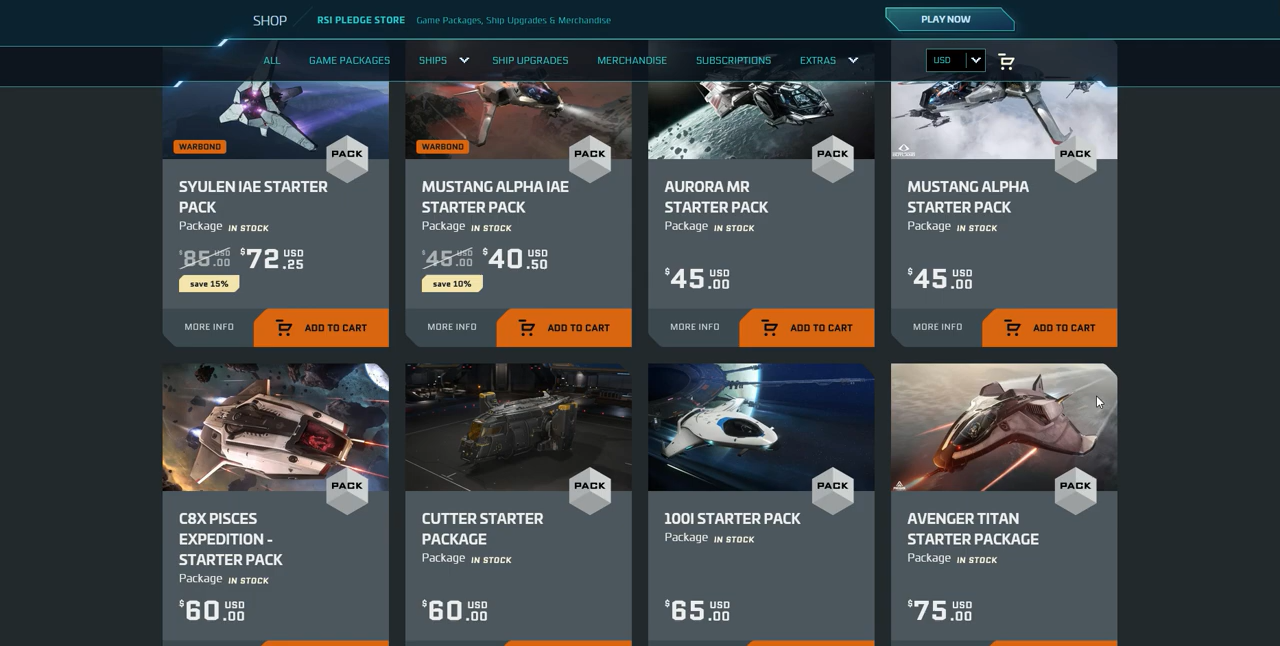 SHOP
RSI PLEDGE STORE
Game Packages, Ship Upgrades & Merchandise
PLAY NOW
ALL
GAME PACKAGES
SHIPS
SHIP UPGRADES
MERCHANDISE
SUBSCRIPTIONS
EXTRAS
USD
WARBOND
PACK
SYULEN IAE STARTER
PACK
Package IN STOCK
$85.00 USD $72.25 USD
save 15%
MORE INFO
ADD TO CART
WARBOND
PACK
MUSTANG ALPHA IAE
STARTER PACK
Package IN STOCK
$45.00 USD $40.50 USD
save 10%
MORE INFO
ADD TO CART
PACK
AURORA MR
STARTER PACK
Package IN STOCK
$45.00 USD
MORE INFO
ADD TO CART
PACK
MUSTANG ALPHA
STARTER PACK
Package IN STOCK
$45.00 USD
MORE INFO
ADD TO CART
PACK
C8X PISCES
EXPEDITION -
STARTER PACK
Package IN STOCK
$60.00 USD
PACK
CUTTER STARTER
PACKAGE
Package IN STOCK
$60.00 USD
PACK
100I STARTER PACK
Package IN STOCK
$65.00 USD
PACK
AVENGER TITAN
STARTER PACKAGE
Package IN STOCK
$75.00 USD